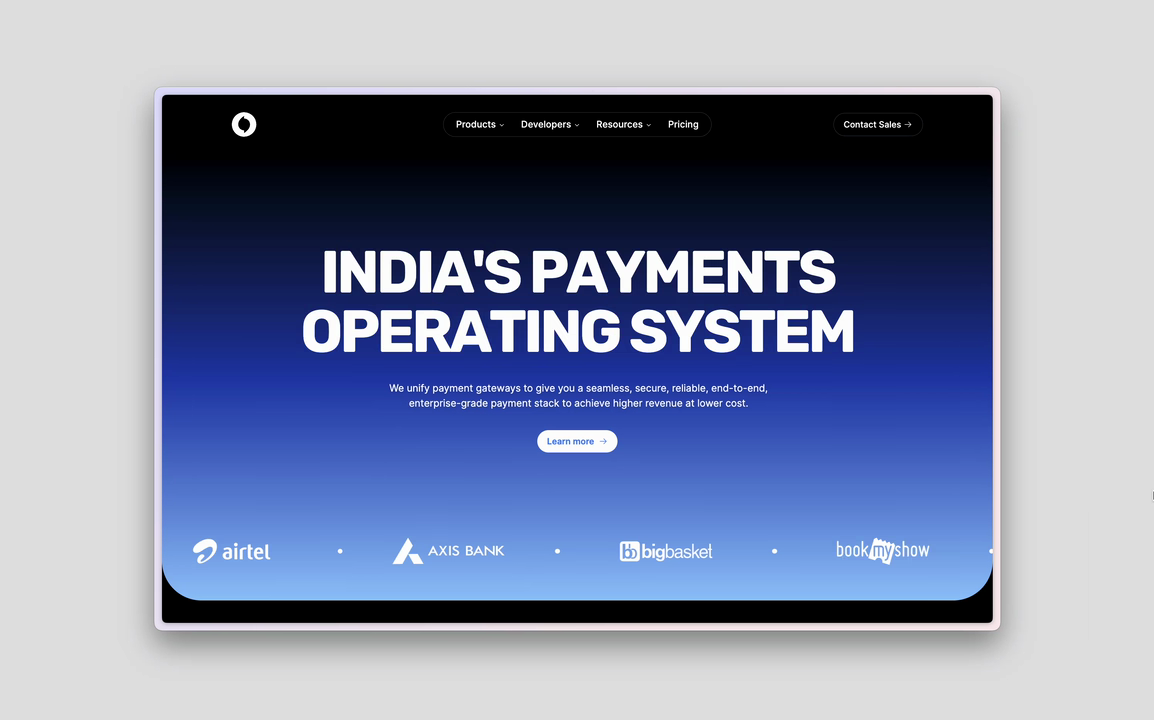 Products
Developers
Resources
Pricing
Contact Sales →
INDIA'S PAYMENTS
OPERATING SYSTEM
We unify payment gateways to give you a seamless, secure, reliable, end-to-end,
enterprise-grade payment stack to achieve higher revenue at lower cost.
Learn more →
airtel
AXIS BANK
bb bigbasket
bookmyshow